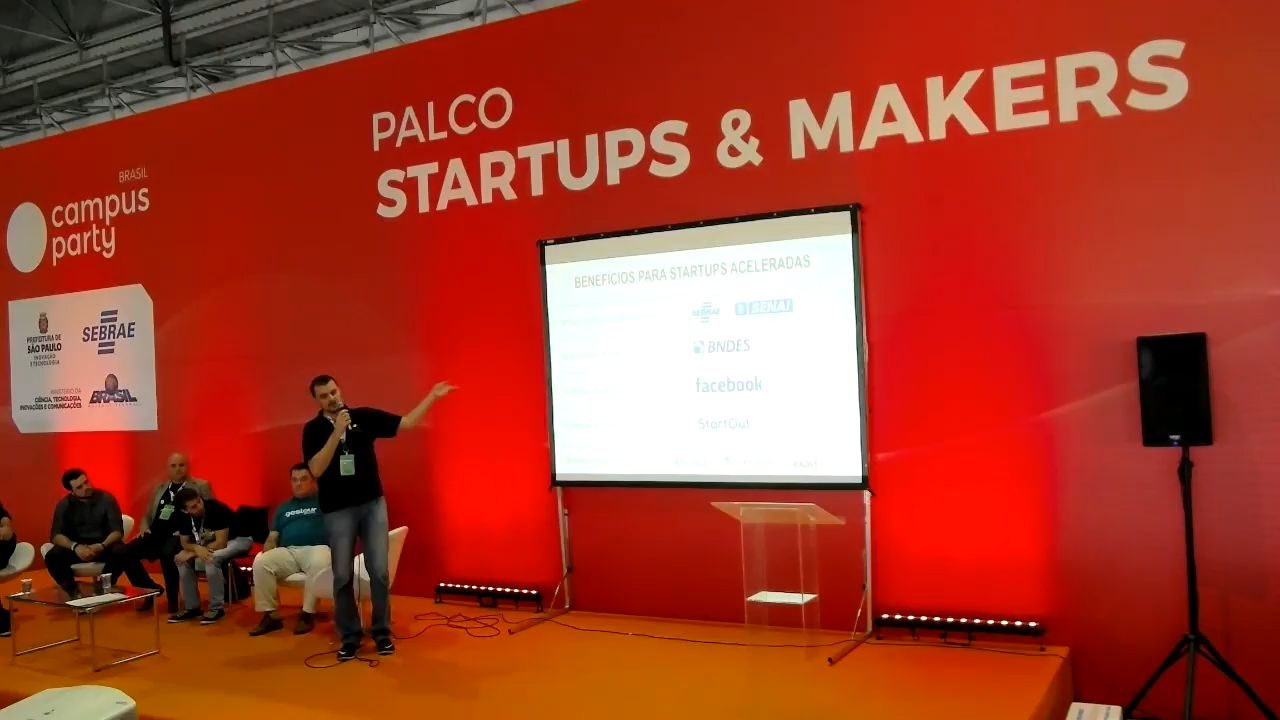 PALCO
STARTUPS & MAKERS
BRASIL
campus
party
PREFEITURA DE
SÃO PAULO
INOVAÇÃO
E TECNOLOGIA
SEBRAE
MINISTÉRIO DA
CIÊNCIA, TECNOLOGIA,
INOVAÇÕES E COMUNICAÇÕES
BRASIL
BENEFÍCIOS PARA STARTUPS ACELERADAS
SEBRAE SENAI
BNDES
facebook
StartOut
gestour